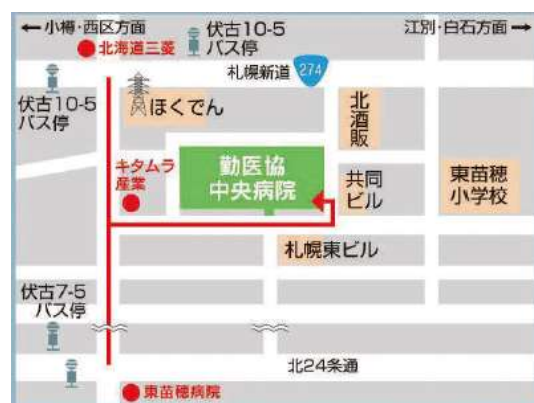 ←小樽・西区方面
伏古10-5
バス停
江別・白石方面→
北海道三菱
札幌新道
274
伏古10-5
バス停
ほくでん
北
酒
販
キタムラ
産業
勤医協
中央病院
共同
ビル
東苗穂
小学校
札幌東ビル
伏古7-5
バス停
北24条通
東苗穂病院